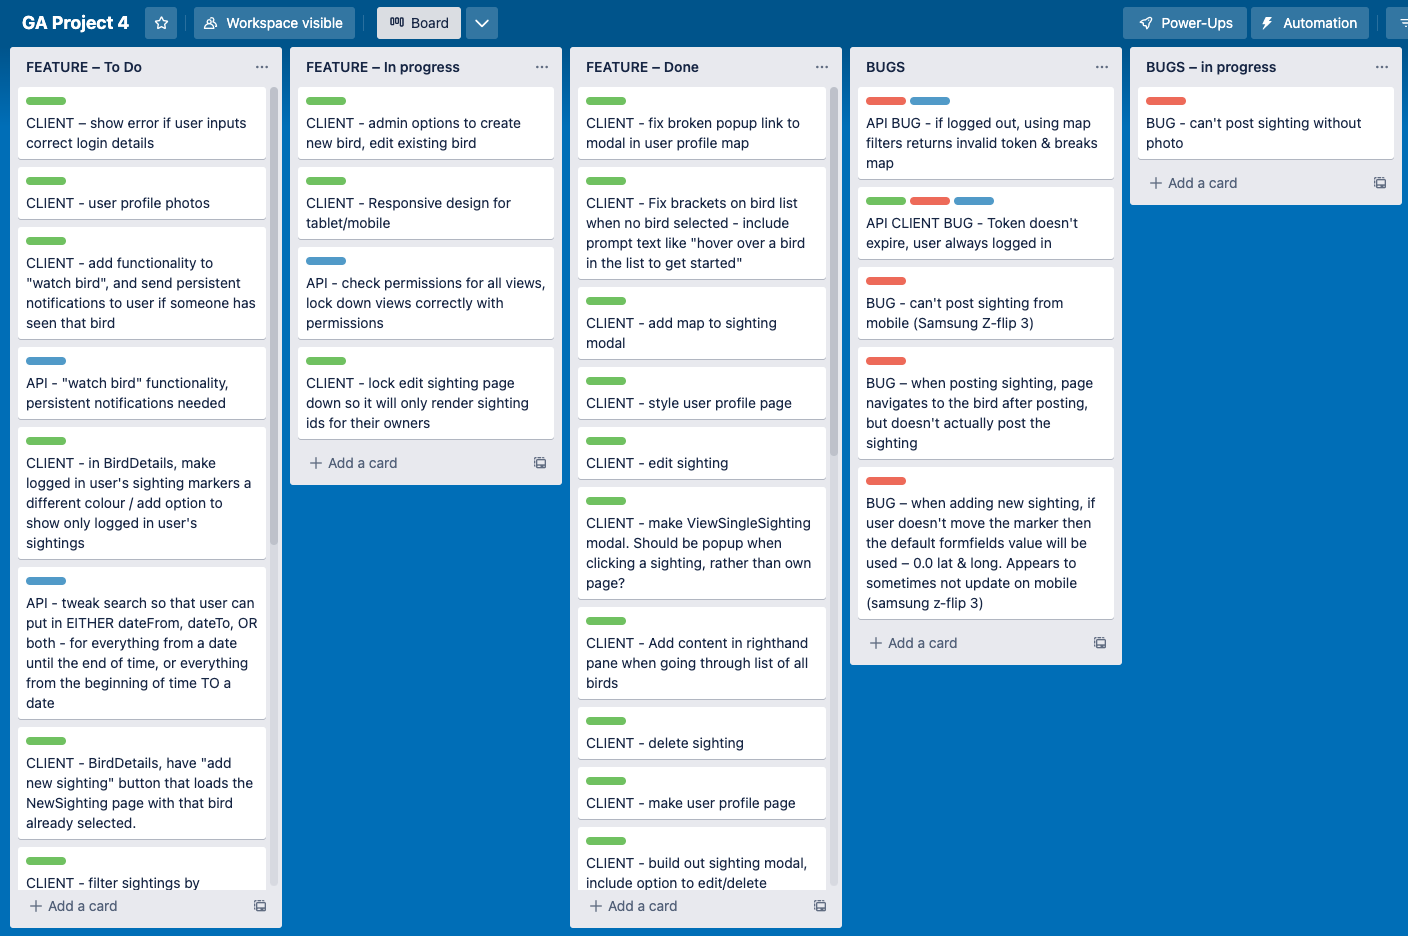 GA Project 4
Workspace visible
Board
Power-Ups
Automation
FEATURE – To Do
CLIENT – show error if user inputs
correct login details
CLIENT - user profile photos
CLIENT - add functionality to
"watch bird", and send persistent
notifications to user if someone has
seen that bird
API - "watch bird" functionality,
persistent notifications needed
CLIENT - in BirdDetails, make
logged in user's sighting markers a
different colour / add option to
show only logged in user's
sightings
API - tweak search so that user can
put in EITHER dateFrom, dateTo, OR
both - for everything from a date
until the end of time, or everything
from the beginning of time TO a
date
CLIENT - BirdDetails, have "add
new sighting" button that loads the
NewSighting page with that bird
already selected.
CLIENT - filter sightings by
Add a card
FEATURE – In progress
CLIENT - admin options to create
new bird, edit existing bird
CLIENT - Responsive design for
tablet/mobile
API - check permissions for all views,
lock down views correctly with
permissions
CLIENT - lock edit sighting page
down so it will only render sighting
ids for their owners
Add a card
FEATURE – Done
CLIENT - fix broken popup link to
modal in user profile map
CLIENT - Fix brackets on bird list
when no bird selected - include
prompt text like "hover over a bird
in the list to get started"
CLIENT - add map to sighting
modal
CLIENT - style user profile page
CLIENT - edit sighting
CLIENT - make ViewSingleSighting
modal. Should be popup when
clicking a sighting, rather than own
page?
CLIENT - Add content in righthand
pane when going through list of all
birds
CLIENT - delete sighting
CLIENT - make user profile page
CLIENT - build out sighting modal,
include option to edit/delete
Add a card
BUGS
API BUG - if logged out, using map
filters returns invalid token & breaks
map
API CLIENT BUG - Token doesn't
expire, user always logged in
BUG - can't post sighting from
mobile (Samsung Z-flip 3)
BUG – when posting sighting, page
navigates to the bird after posting,
but doesn't actually post the
sighting
BUG – when adding new sighting, if
user doesn't move the marker then
the default formfields value will be
used – 0.0 lat & long. Appears to
sometimes not update on mobile
(samsung z-flip 3)
Add a card
BUGS – in progress
BUG - can't post sighting without
photo
Add a card